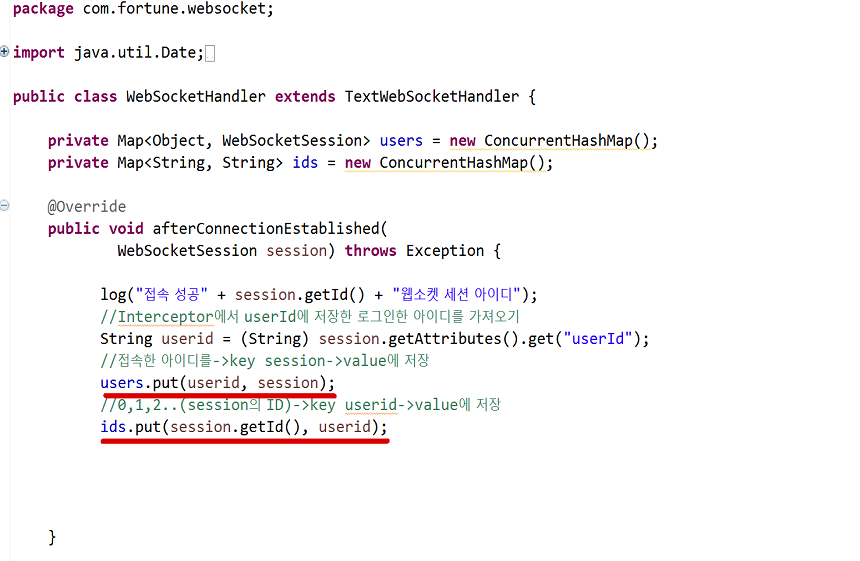 package com.fortune.websocket;
import java.util.Date;
public class WebSocketHandler extends TextWebSocketHandler {
private Map<Object, WebSocketSession> users = new ConcurrentHashMap();
private Map<String, String> ids = new ConcurrentHashMap();
@Override
public void afterConnectionEstablished(
WebSocketSession session) throws Exception {
log("접속 성공" + session.getId() + "웹소켓 세션 아이디");
//Interceptor에서 userId에 저장한 로그인한 아이디를 가져오기
String userid = (String) session.getAttributes().get("userId");
//접속한 아이디를->key session->value에 저장
users.put(userid, session);
//0,1,2..(session의 ID)->key userid->value에 저장
ids.put(session.getId(), userid);
}